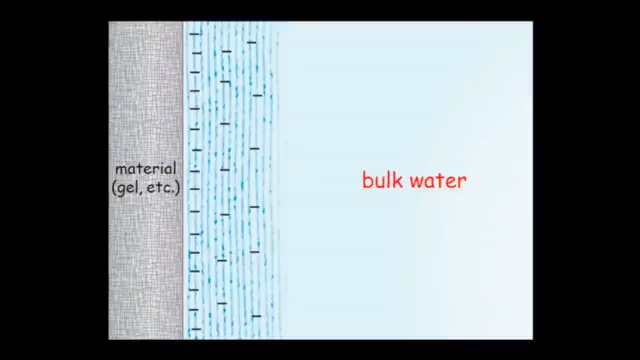 material
(gel, etc.)
bulk water